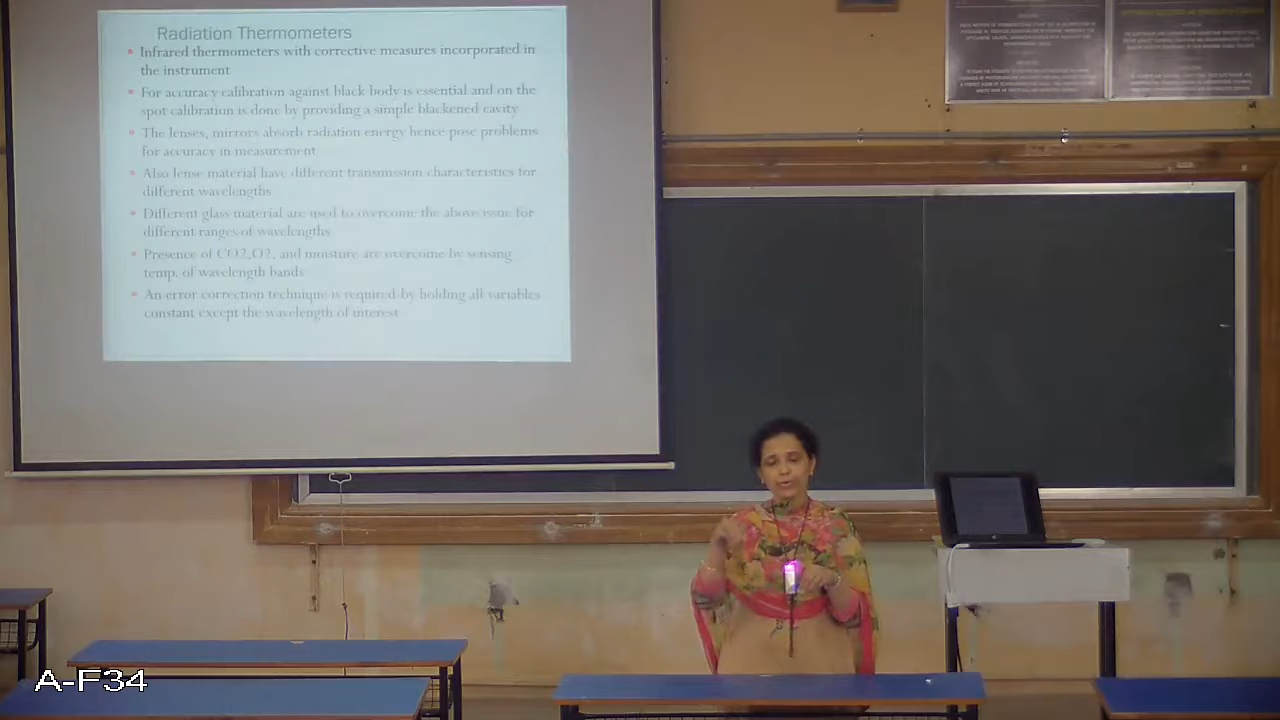 Radiation Thermometers
• Infrared thermometers with corrective measures incorporated in
the instrument
• For accuracy calibration against black body is essential and on the
spot calibration is done by providing a simple blackened cavity
• The lenses, mirrors absorb radiation energy hence pose problems
for accuracy in measurement
• Also lense material have different transmission characteristics for
different wavelengths
• Different glass material are used to overcome the above issue for
different ranges of wavelengths
• Presence of CO2,O2, and moisture are overcome by sensing
temp. of wavelength bands
• An error correction technique is required by holding all variables
constant except the wavelength of interest
A-F34